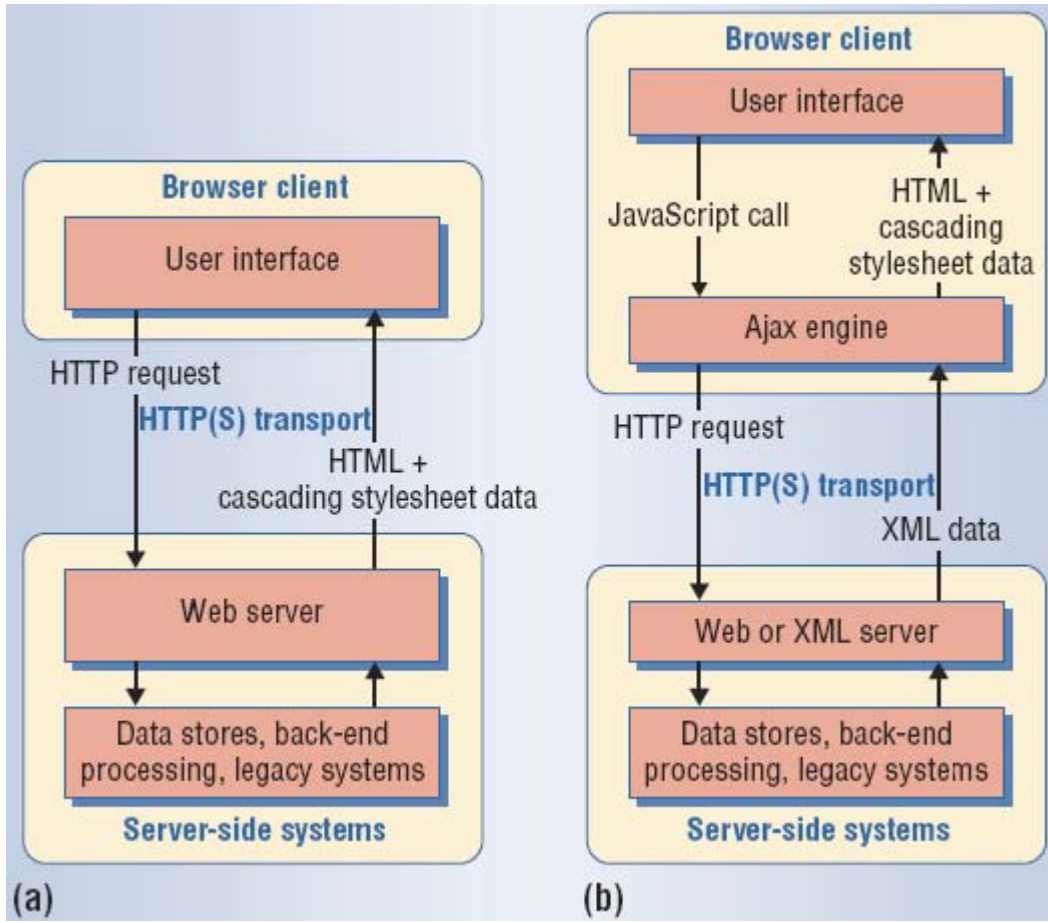 Browser client
User interface
HTTP request
HTTP(S) transport
HTML +
cascading stylesheet data
Web server
Data stores, back-end
processing, legacy systems
Server-side systems
(a)
Browser client
User interface
JavaScript call
HTML +
cascading
stylesheet data
Ajax engine
HTTP request
HTTP(S) transport
XML data
Web or XML server
Data stores, back-end
processing, legacy systems
Server-side systems
(b)